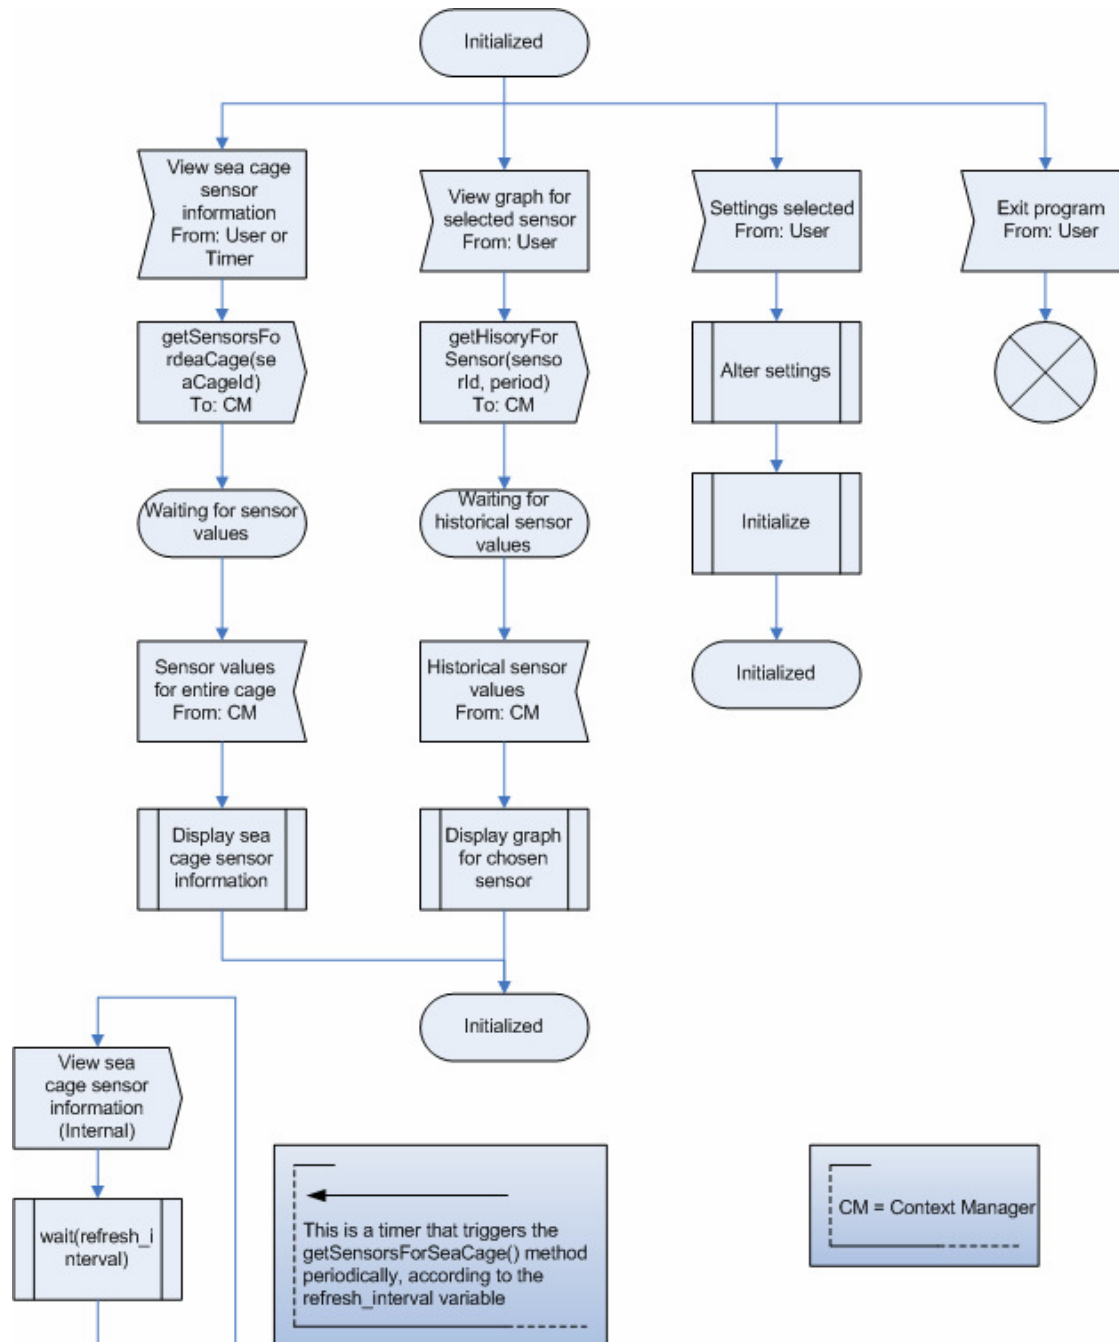 Initialized
View sea cage
sensor
information
From: User or
Timer
View graph for
selected sensor
From: User
Settings selected
From: User
Exit program
From: User
getSensorsFo
rdeaCage(se
aCageId)
To: CM
getHisoryFor
Sensor(senso
rId, period)
To: CM
Alter settings
Waiting for sensor
values
Waiting for
historical sensor
values
Initialize
Sensor values
for entire cage
From: CM
Historical sensor
values
From: CM
Initialized
Display sea
cage sensor
information
Display graph
for chosen
sensor
Initialized
View sea
cage sensor
information
(Internal)
wait(refresh_i
nterval)
This is a timer that triggers the
getSensorsForSeaCage() method
periodically, according to the
refresh_interval variable
CM = Context Manager